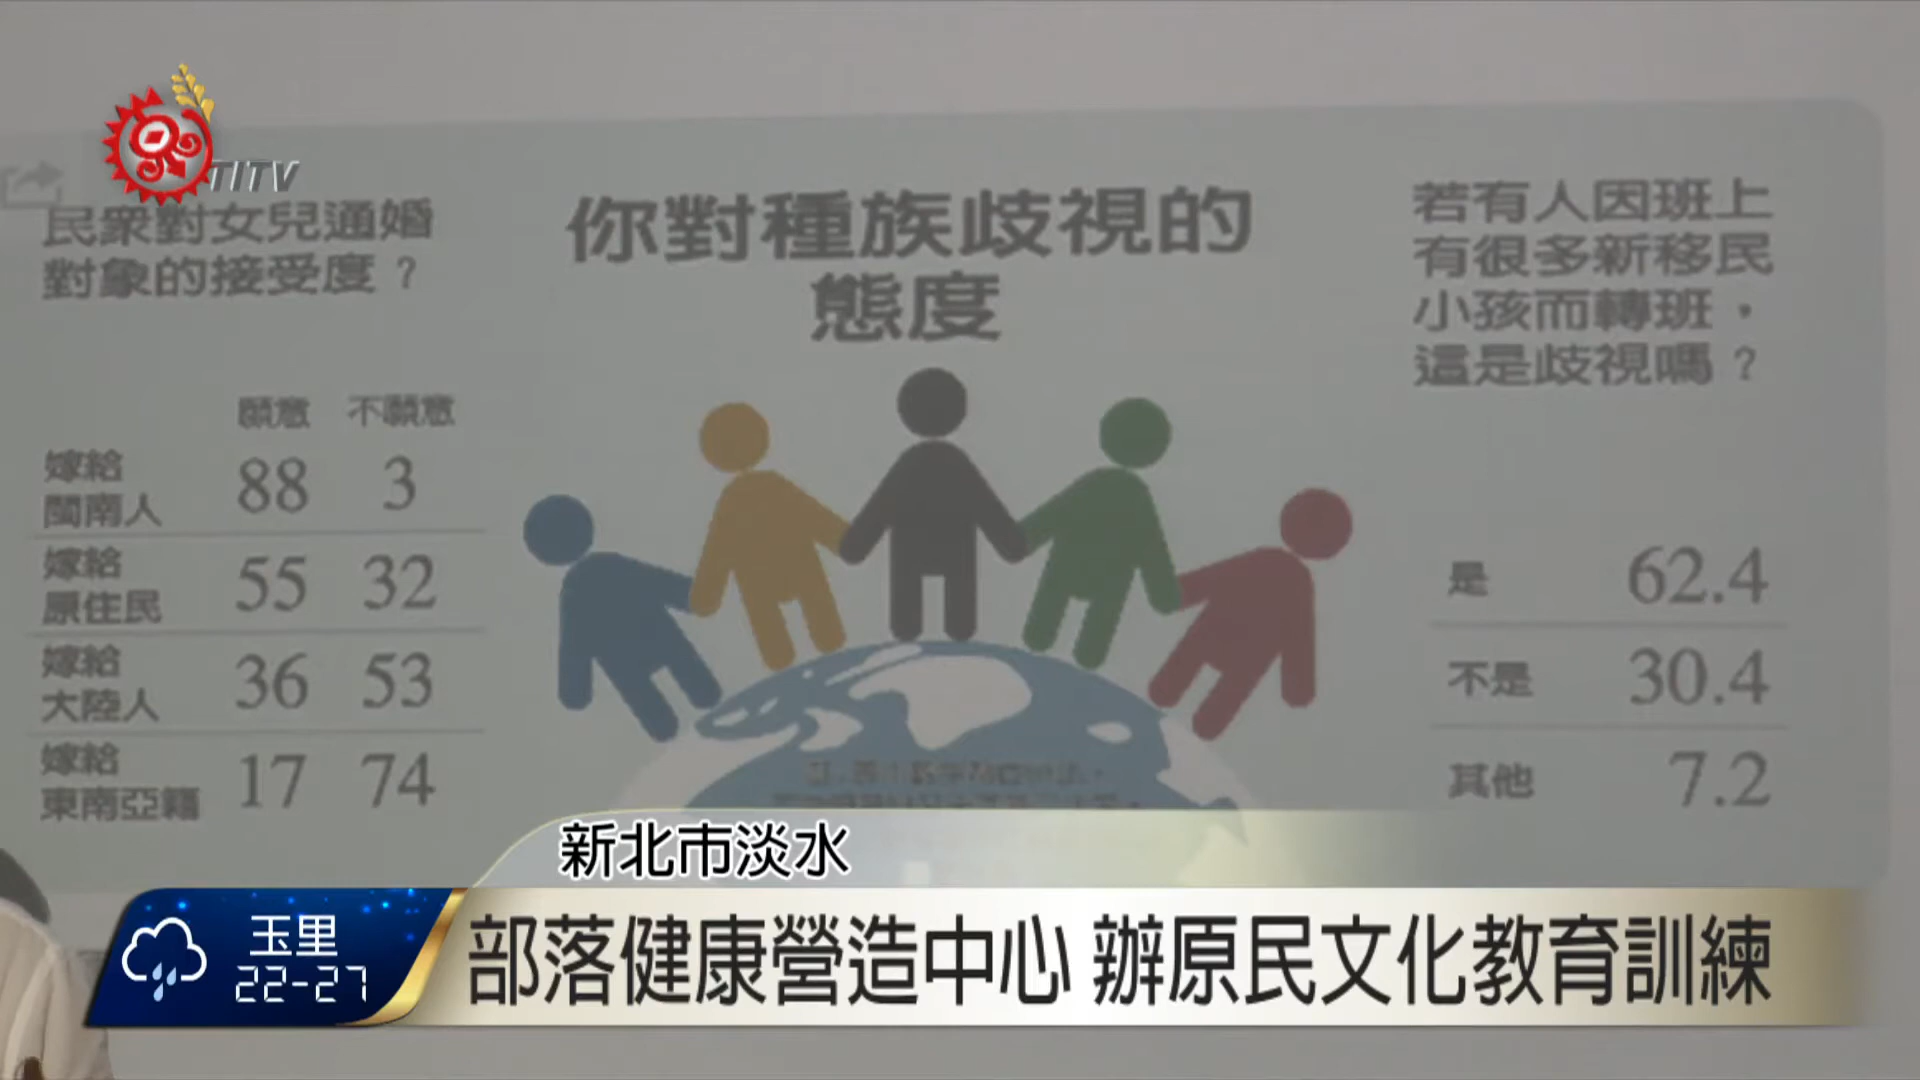 TITV
民眾對女兒通婚
對象的接受度？
願意 不願意
嫁給
閩南人 88 3
嫁給
原住民 55 32
嫁給
大陸人 36 53
嫁給
東南亞籍 17 74
你對種族歧視的
態度
若有人因班上
有很多新移民
小孩而轉班，
這是歧視嗎？
是 62.4
不是 30.4
其他 7.2
新北市淡水
玉里
22-27
部落健康營造中心 辦原民文化教育訓練